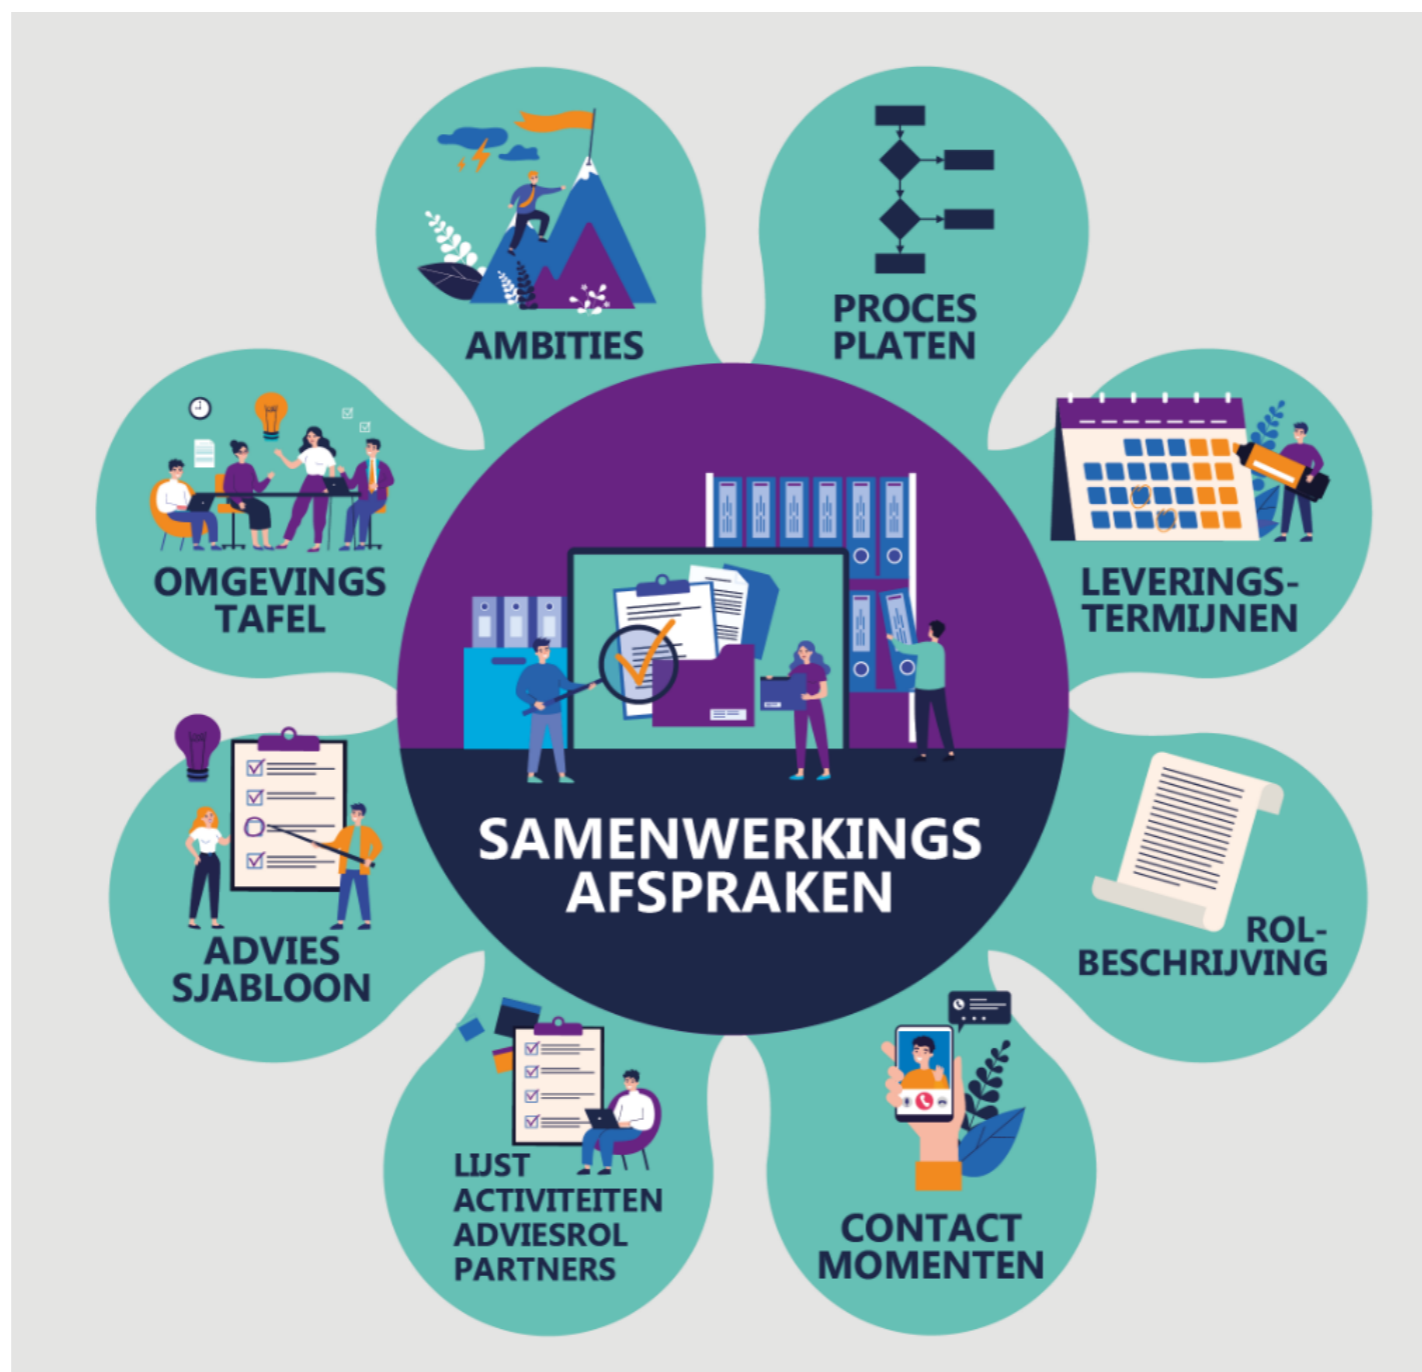 AMBITIES
PROCES
PLATEN
OMGEVINGS
TAFEL
LEVERINGS-
TERMIJNEN
SAMENWERKINGS
AFSPRAKEN
ADVIES
SJABLOON
ROL-
BESCHRIJVING
LIJST
ACTIVITEITEN
ADVIESROL
PARTNERS
CONTACT
MOMENTEN